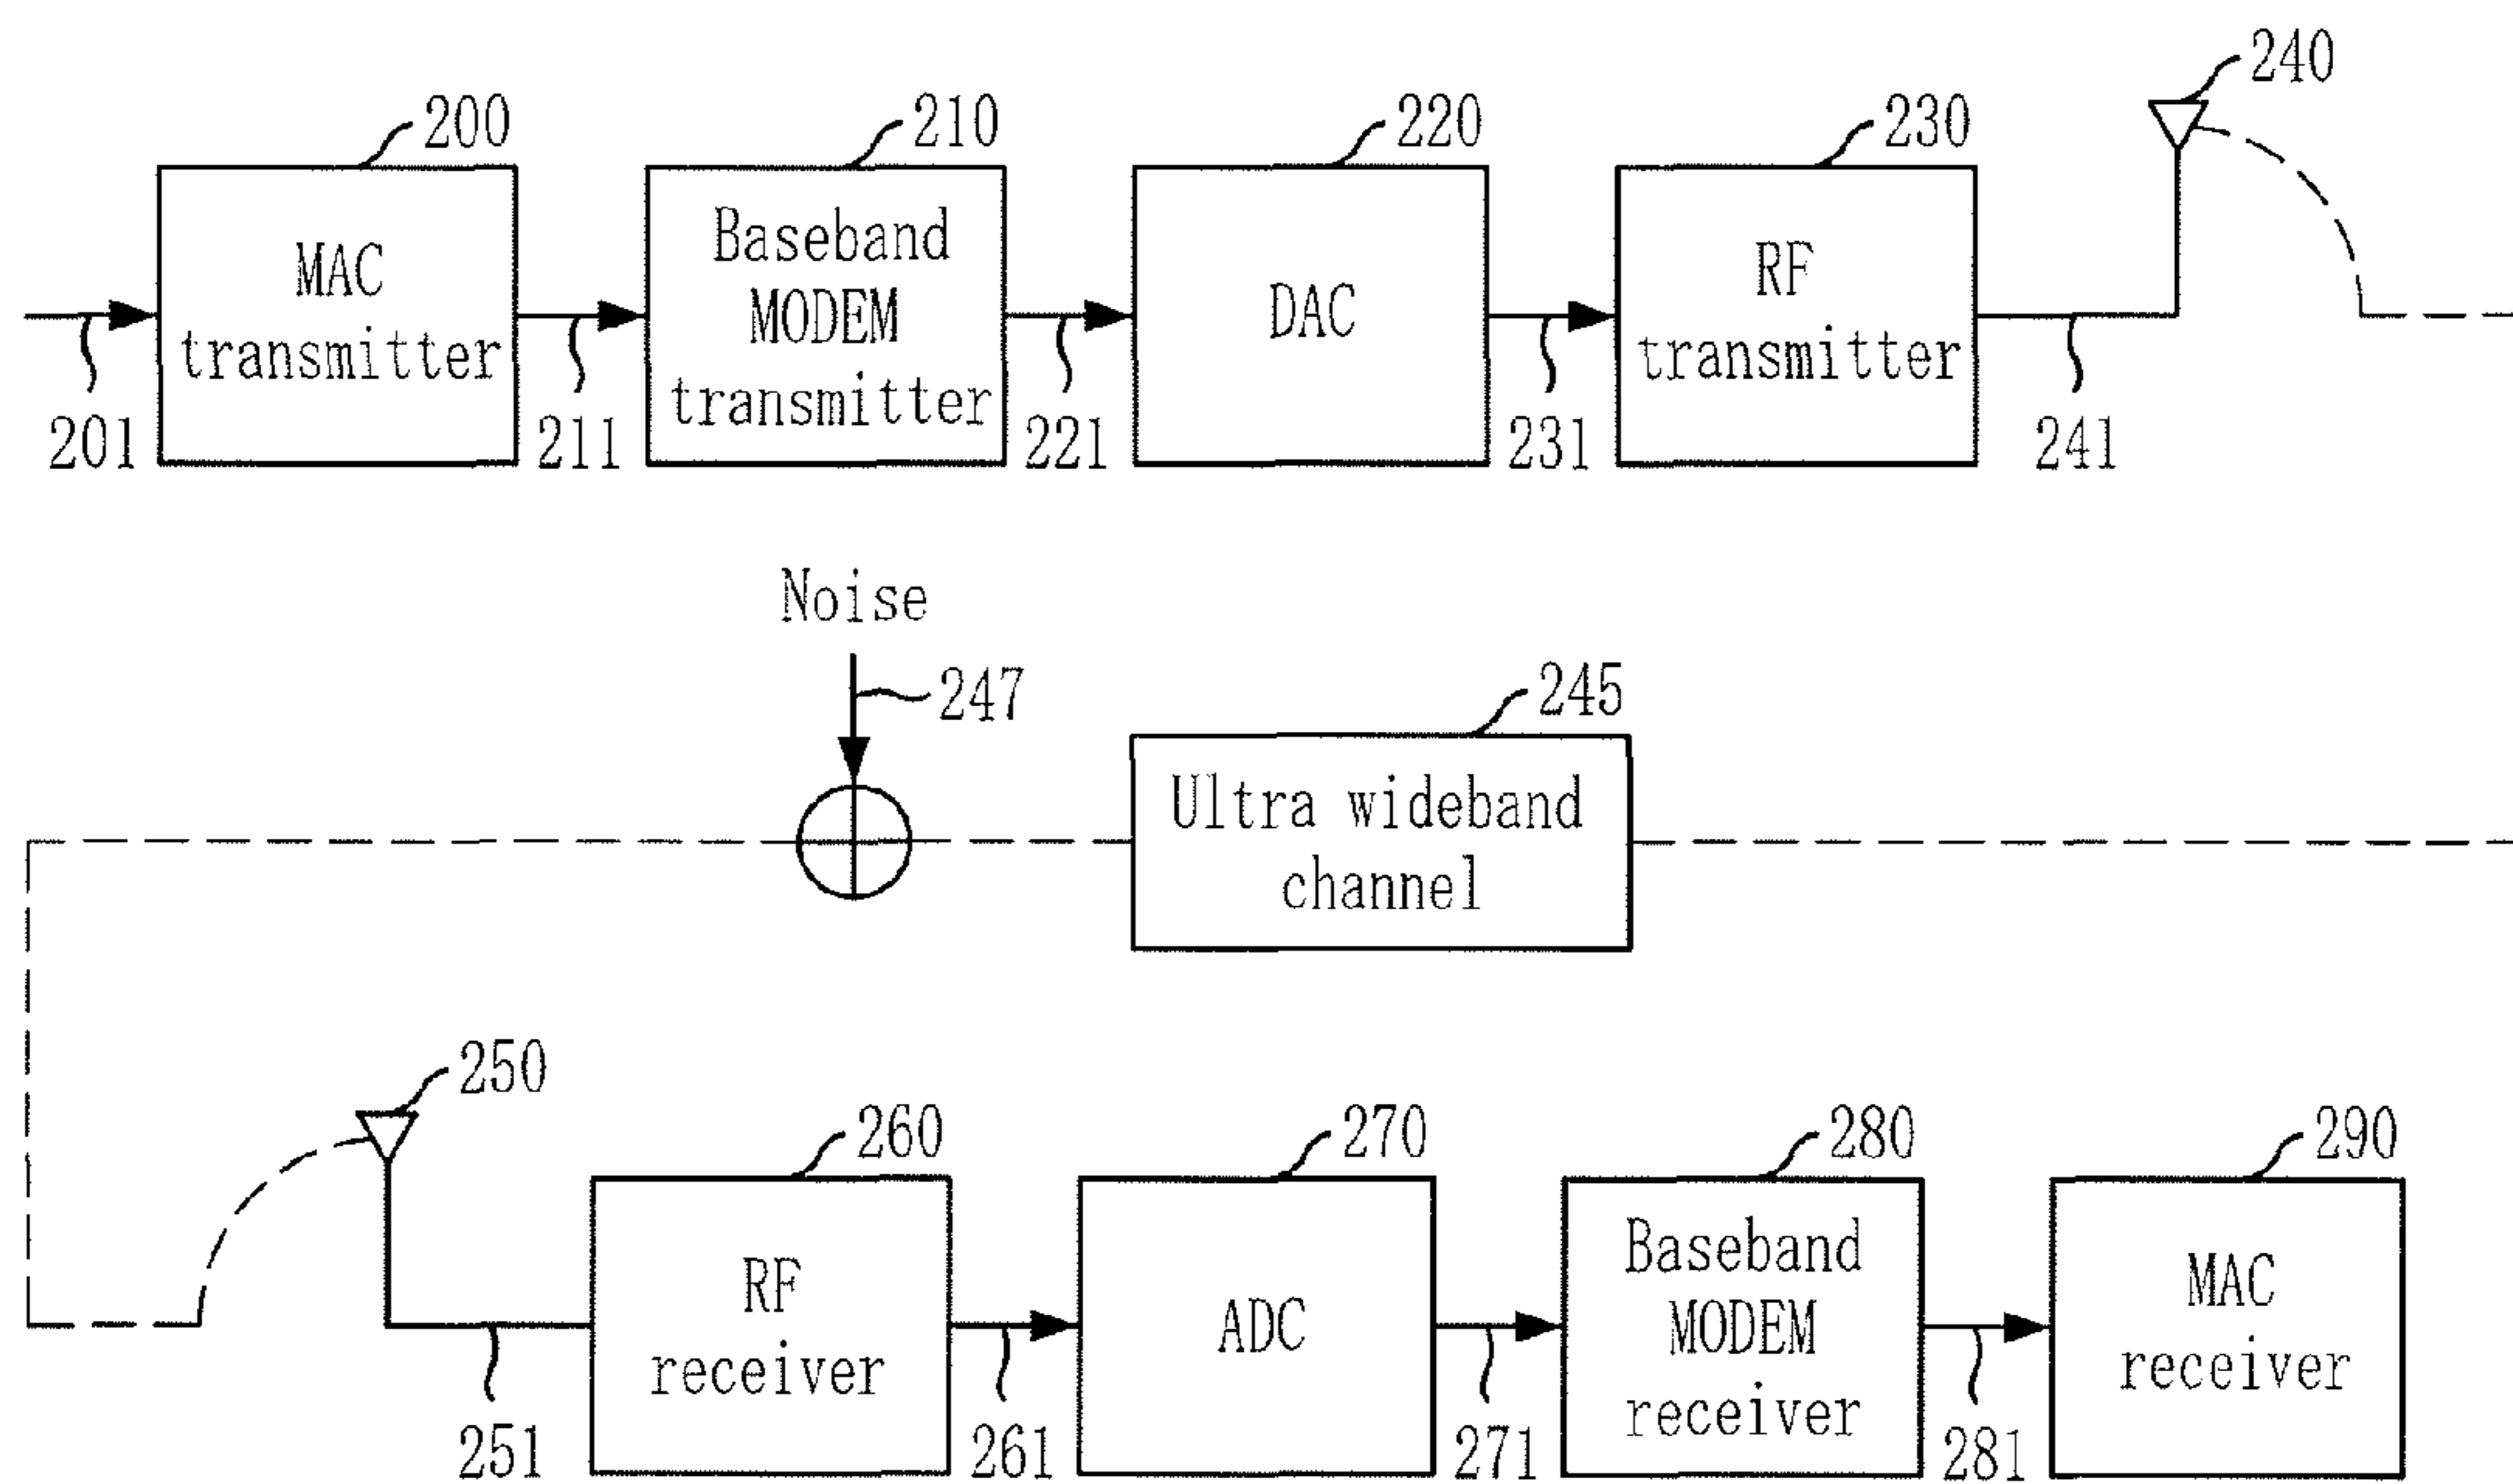 240
200
210
220
230
MAC
transmitter
Baseband
MODEM
transmitter
DAC
RF
transmitter
201
211
221
231
241
Noise
247
245
Ultra wideband
channel
250
260
270
280
290
RF
receiver
ADC
Baseband
MODEM
receiver
MAC
receiver
251
261
271
281